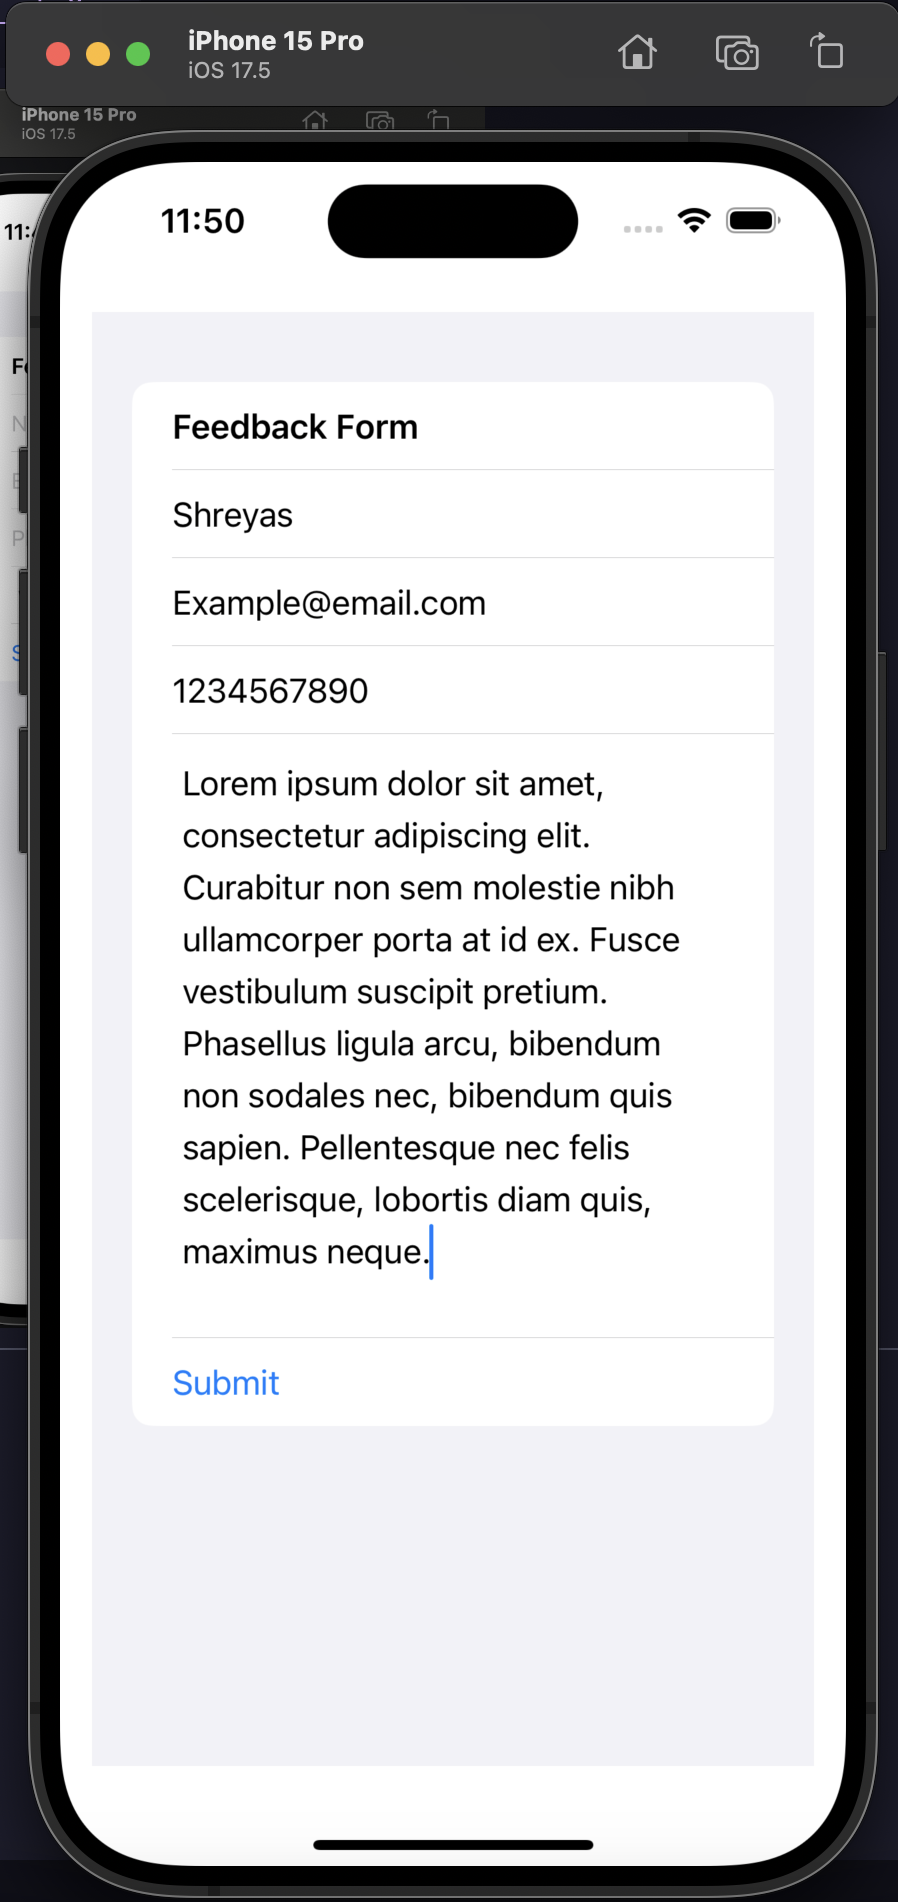 iPhone 15 Pro
iOS 17.5
iPhone 15 Pro
iOS 17.5
11:50
Feedback Form
Shreyas
Example@email.com
1234567890
Lorem ipsum dolor sit amet,
consectetur adipiscing elit.
Curabitur non sem molestie nibh
ullamcorper porta at id ex. Fusce
vestibulum suscipit pretium.
Phasellus ligula arcu, bibendum
non sodales nec, bibendum quis
sapien. Pellentesque nec felis
scelerisque, lobortis diam quis,
maximus neque.
Submit